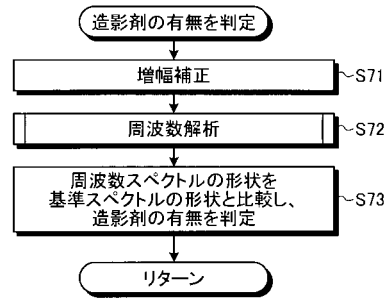 造影剤の有無を判定
増幅補正
S71
周波数解析
S72
周波数スペクトルの形状を
基準スペクトルの形状と比較し、
造影剤の有無を判定
S73
リターン